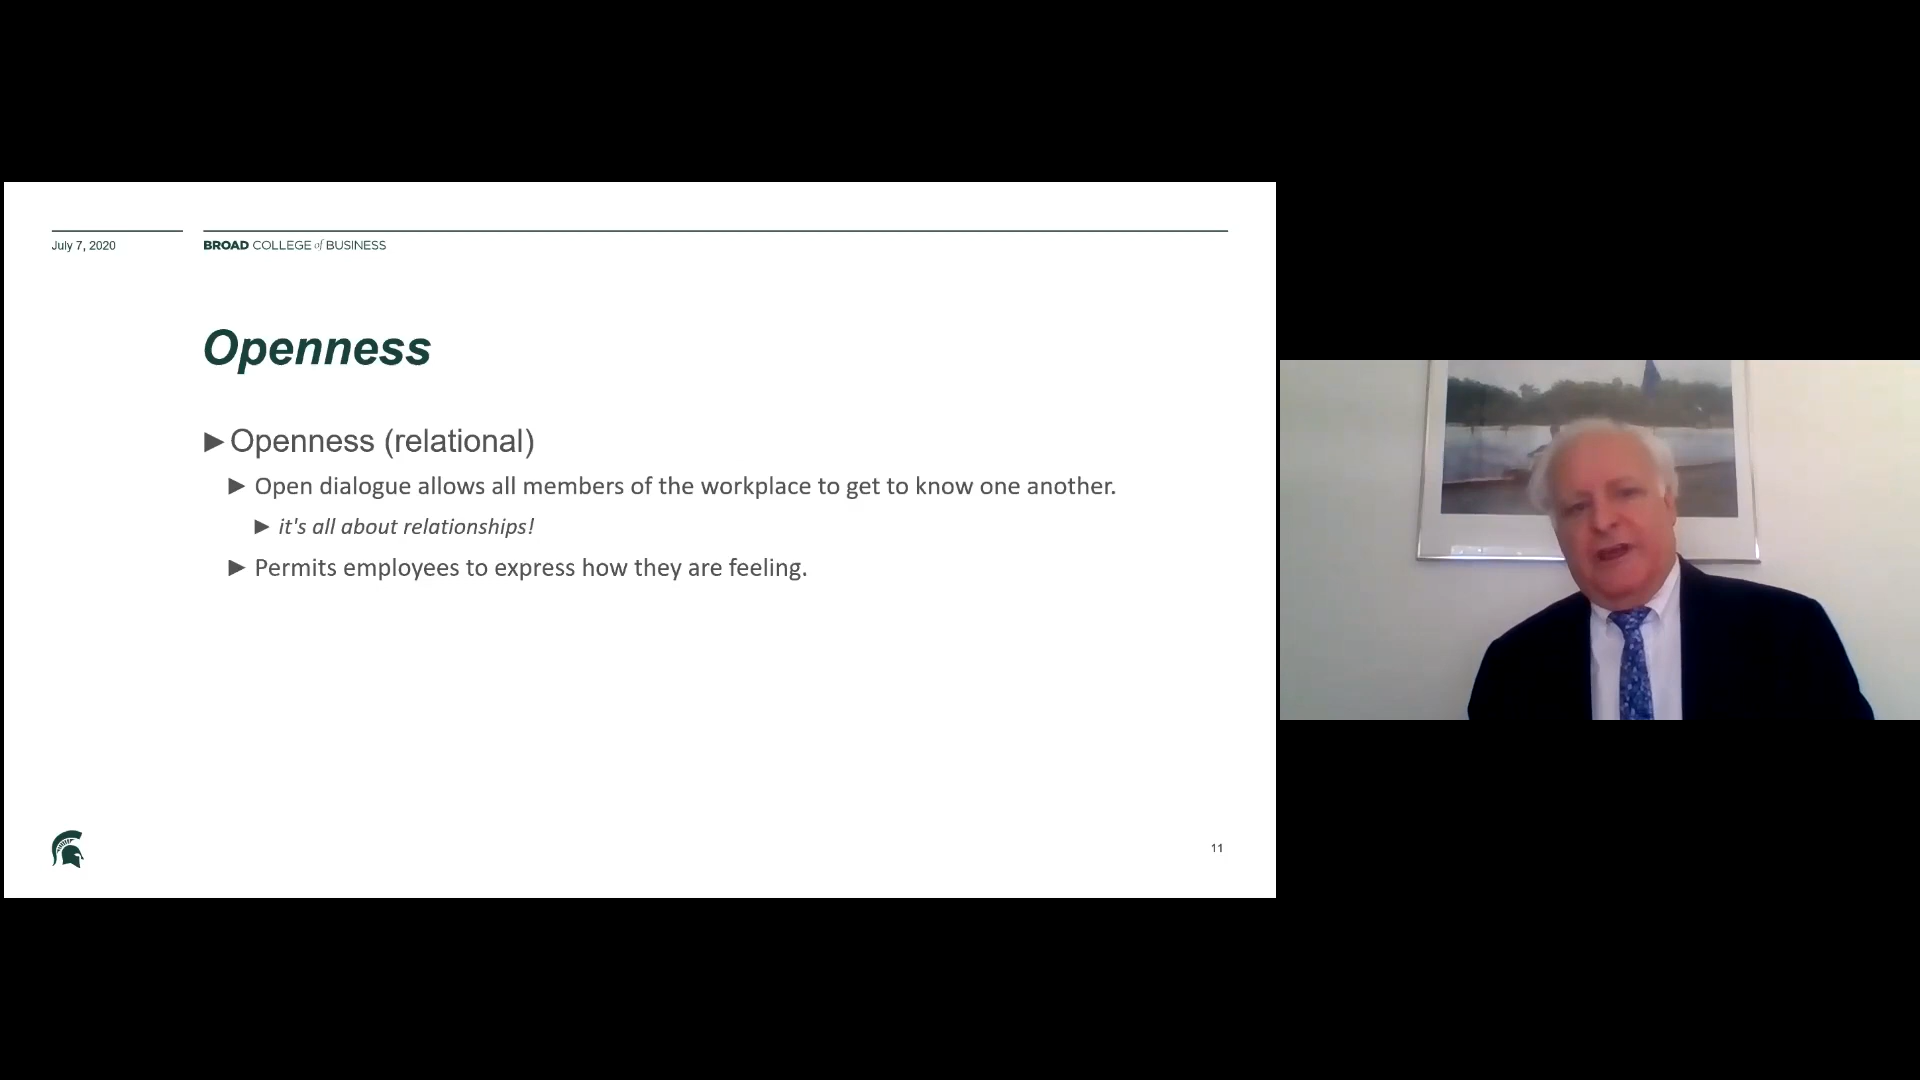 July 7, 2020
BROAD COLLEGE of BUSINESS
Openness
►Openness (relational)
► Open dialogue allows all members of the workplace to get to know one another.
► it's all about relationships!
► Permits employees to express how they are feeling.
11